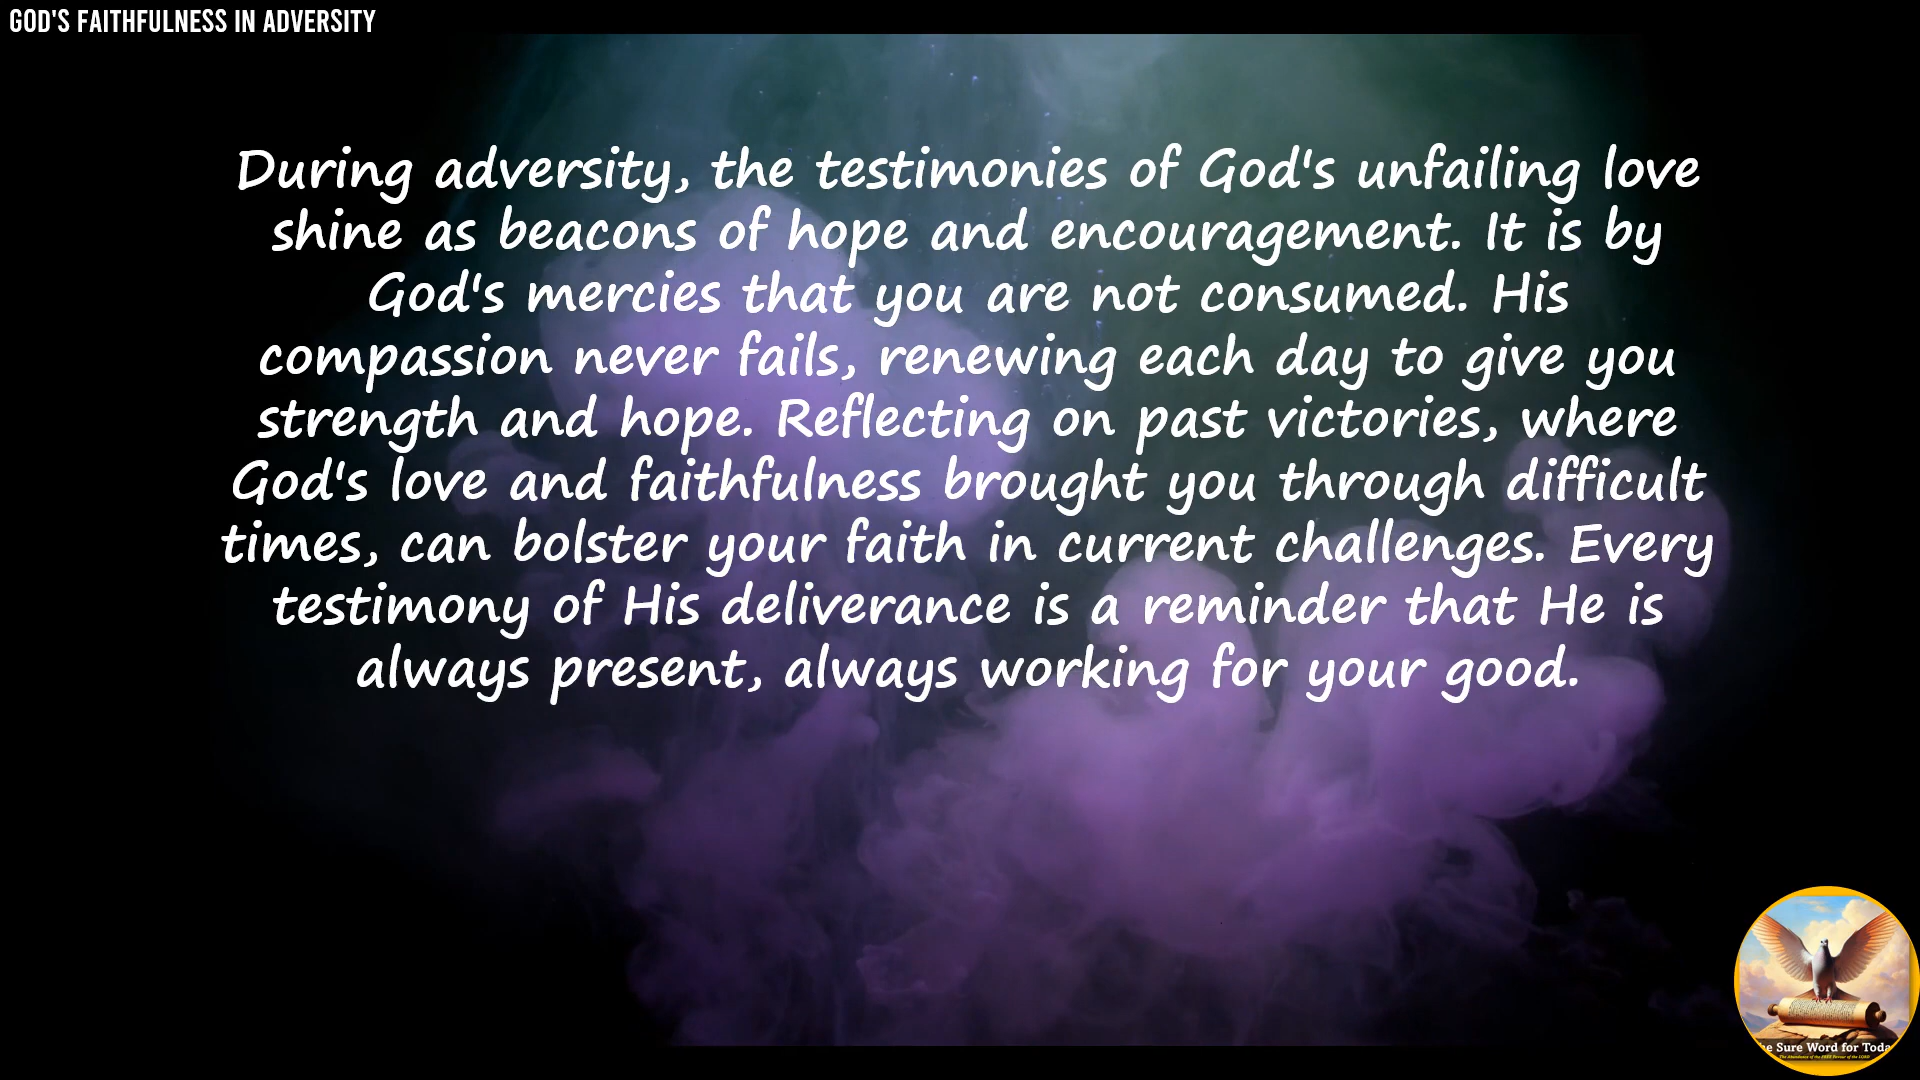 GOD'S FAITHFULNESS IN ADVERSITY
During adversity, the testimonies of God's unfailing love
shine as beacons of hope and encouragement. It is by
God's mercies that you are not consumed. His
compassion never fails, renewing each day to give you
strength and hope. Reflecting on past victories, where
God's love and faithfulness brought you through difficult
times, can bolster your faith in current challenges. Every
testimony of His deliverance is a reminder that He is
always present, always working for your good.
Sure Word for